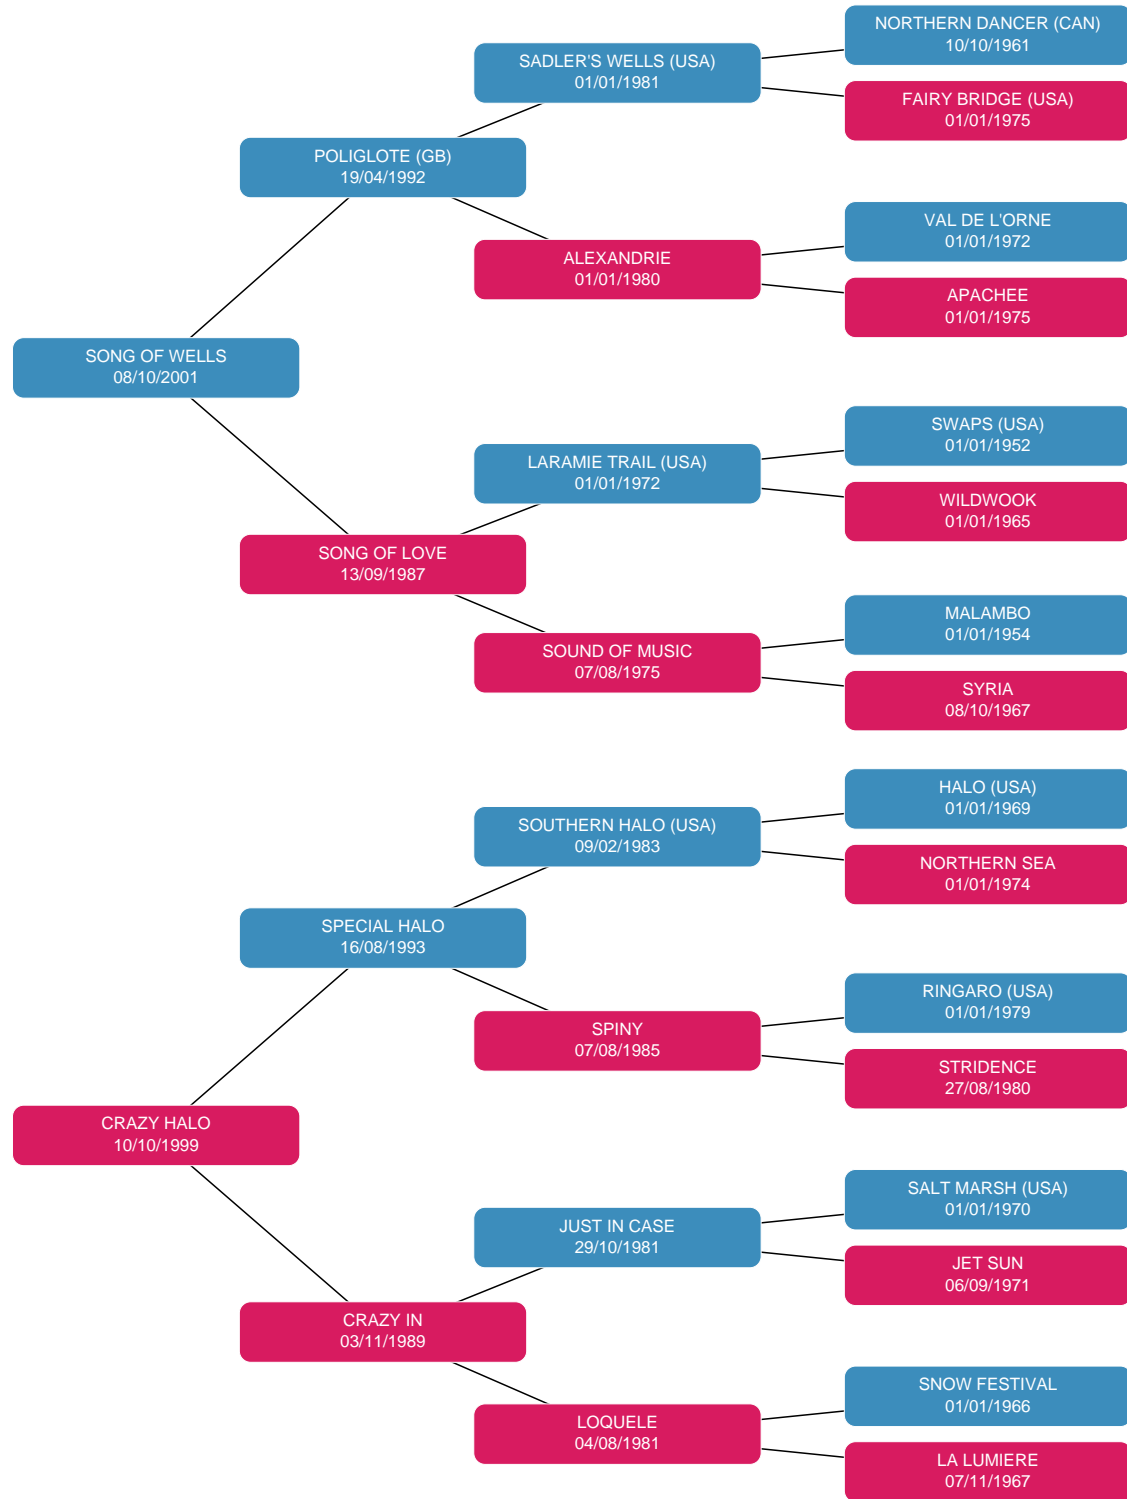 NORTHERN DANCER (CAN)
10/10/1961
SADLER'S WELLS (USA)
01/01/1981
FAIRY BRIDGE (USA)
01/01/1975
POLIGLOTE (GB)
19/04/1992
VAL DE L'ORNE
01/01/1972
ALEXANDRIE
01/01/1980
APACHEE
01/01/1975
SONG OF WELLS
08/10/2001
SWAPS (USA)
01/01/1952
LARAMIE TRAIL (USA)
01/01/1972
WILDWOOK
01/01/1965
SONG OF LOVE
13/09/1987
MALAMBO
01/01/1954
SOUND OF MUSIC
07/08/1975
SYRIA
08/10/1967
HALO (USA)
01/01/1969
SOUTHERN HALO (USA)
09/02/1983
NORTHERN SEA
01/01/1974
SPECIAL HALO
16/08/1993
RINGARO (USA)
01/01/1979
SPINY
07/08/1985
STRIDENCE
27/08/1980
CRAZY HALO
10/10/1999
SALT MARSH (USA)
01/01/1970
JUST IN CASE
29/10/1981
JET SUN
06/09/1971
CRAZY IN
03/11/1989
SNOW FESTIVAL
01/01/1966
LOQUELE
04/08/1981
LA LUMIERE
07/11/1967